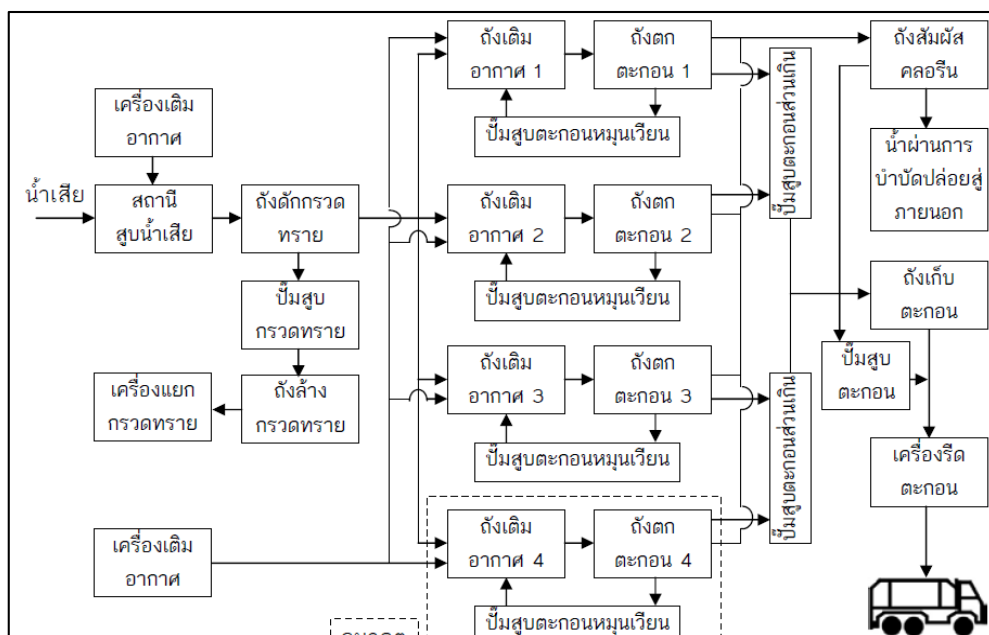 น้ำเสีย
เครื่องเติม
อากาศ
สถานี
สูบน้ำเสีย
ถังดักกรวด
ทราย
ปั๊มสูบ
กรวดทราย
ถังล้าง
กรวดทราย
เครื่องแยก
กรวดทราย
เครื่องเติม
อากาศ
ถังเติม
อากาศ 1
ถังตก
ตะกอน 1
ปั๊มสูบตะกอนหมุนเวียน
ถังเติม
อากาศ 2
ถังตก
ตะกอน 2
ปั๊มสูบตะกอนหมุนเวียน
ถังเติม
อากาศ 3
ถังตก
ตะกอน 3
ปั๊มสูบตะกอนหมุนเวียน
ถังเติม
อากาศ 4
ถังตก
ตะกอน 4
ปั๊มสูบตะกอนหมุนเวียน
ปั๊มสูบตะกอนส่วนเกิน
ปั๊มสูบตะกอนส่วนเกิน
ถังสัมผัส
คลอรีน
น้ำผ่านการ
บำบัดปล่อยสู่
ภายนอก
ถังเก็บ
ตะกอน
ปั๊มสูบ
ตะกอน
เครื่องรีด
ตะกอน